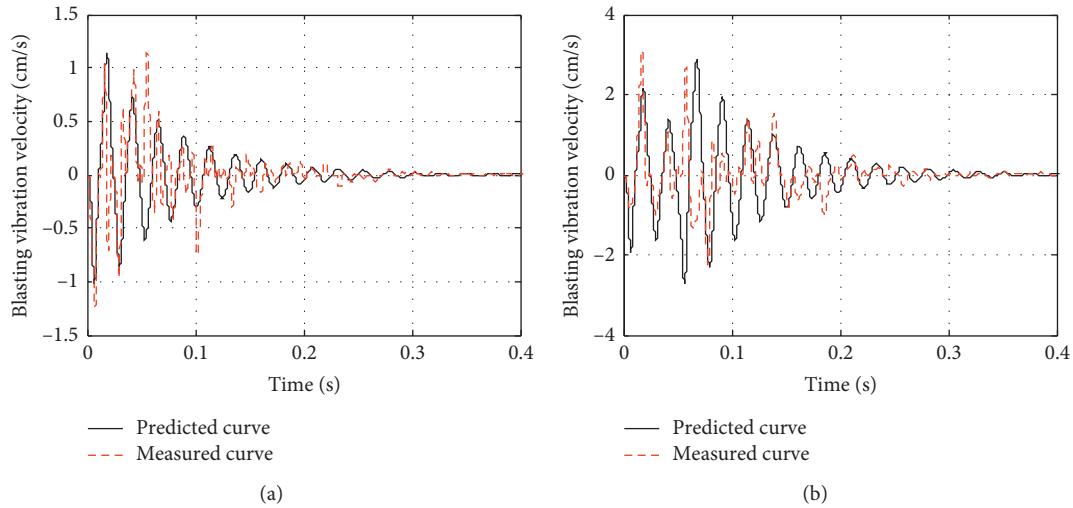 Blasting vibration velocity (cm/s)
1.5
1
0.5
0
–0.5
–1
–1.5
0
0.1
0.2
0.3
0.4
Time (s)
Predicted curve
Measured curve
(a)
Blasting vibration velocity (cm/s)
4
2
0
–2
–4
0
0.1
0.2
0.3
0.4
Time (s)
Predicted curve
Measured curve
(b)